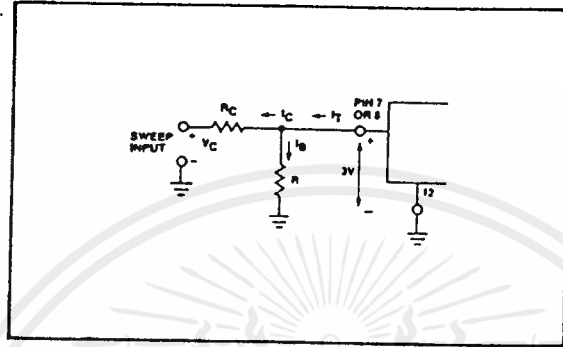 RC
IC
IT
PIN 7
OR 8
SWEEP
INPUT
+
VC
-
IB
R
+
3V
-
12